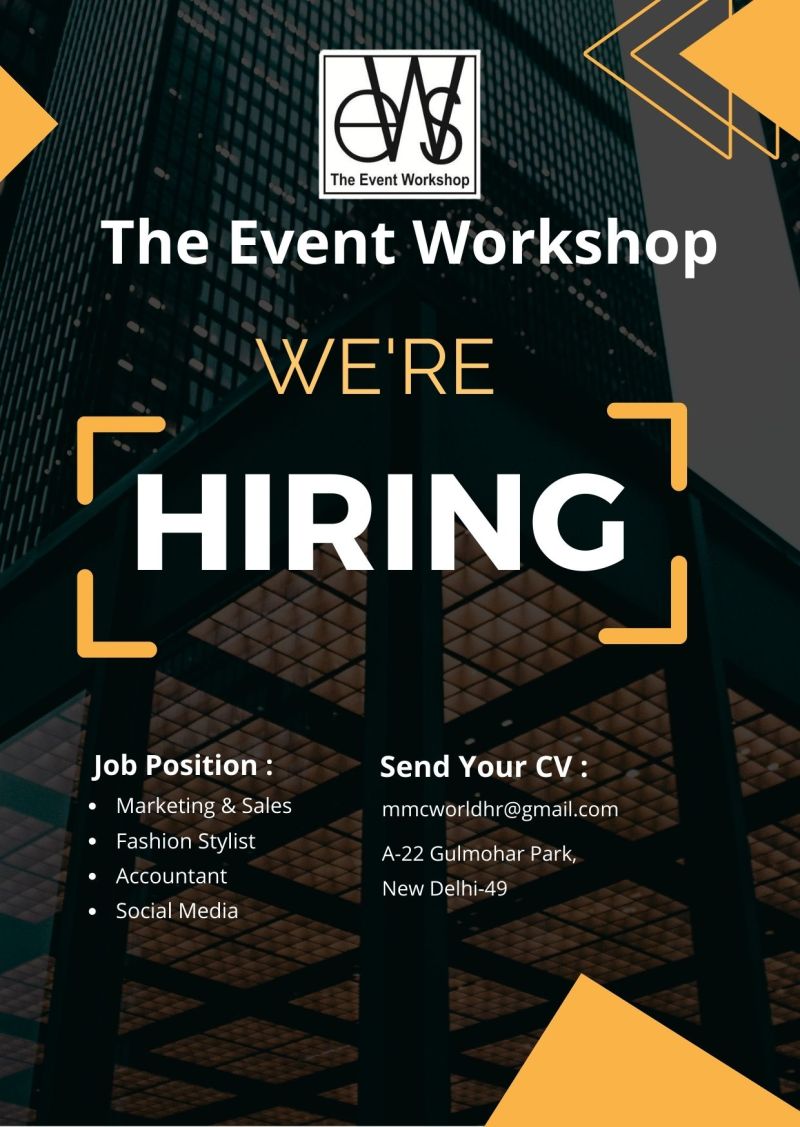 eWs
The Event Workshop
The Event Workshop
WE'RE
HIRING
Job Position :
• Marketing & Sales
• Fashion Stylist
• Accountant
• Social Media
Send Your CV :
mmcworldhr@gmail.com
A-22 Gulmohar Park,
New Delhi-49